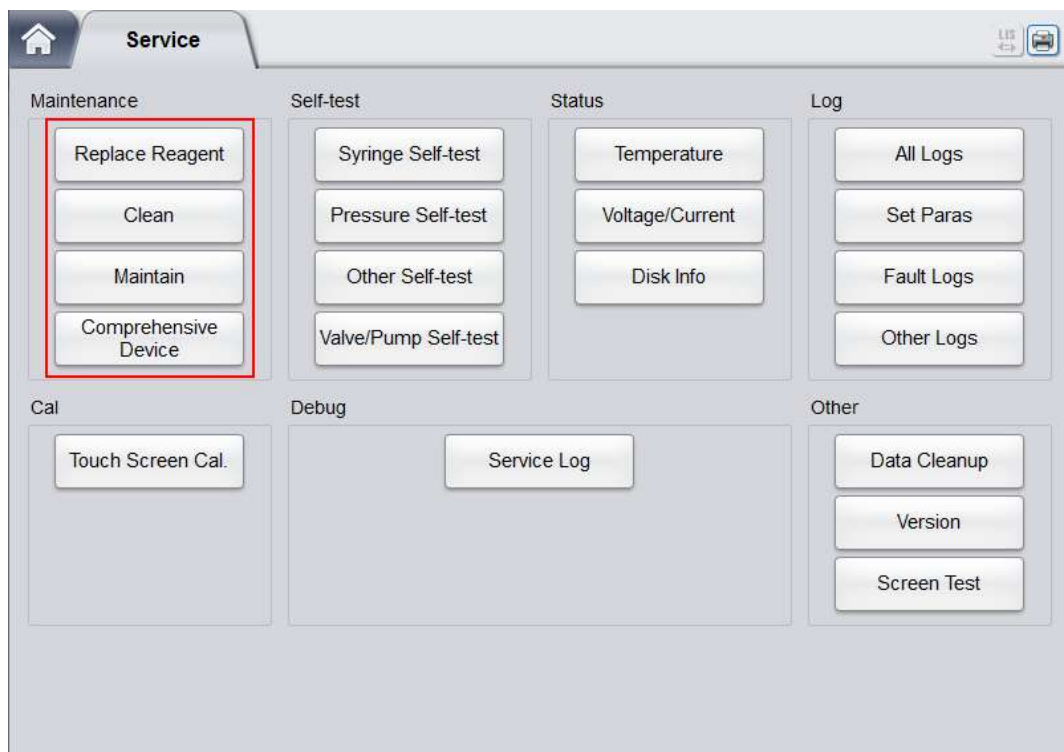 Service
LIS
Maintenance
Replace Reagent
Clean
Maintain
Comprehensive
Device
Self-test
Syringe Self-test
Pressure Self-test
Other Self-test
Valve/Pump Self-test
Status
Temperature
Voltage/Current
Disk Info
Log
All Logs
Set Paras
Fault Logs
Other Logs
Cal
Touch Screen Cal.
Debug
Service Log
Other
Data Cleanup
Version
Screen Test